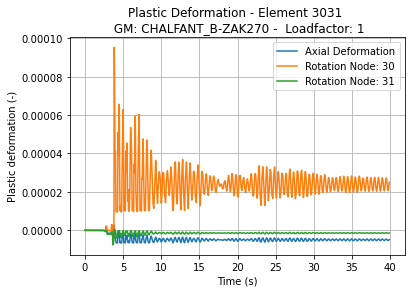 Plastic Deformation - Element 3031
GM: CHALFANT_B-ZAK270 - Loadfactor: 1
Axial Deformation
Rotation Node: 30
Rotation Node: 31
Plastic deformation (-)
0.00010
0.00008
0.00006
0.00004
0.00002
0.00000
0 5 10 15 20 25 30 35 40
Time (s)